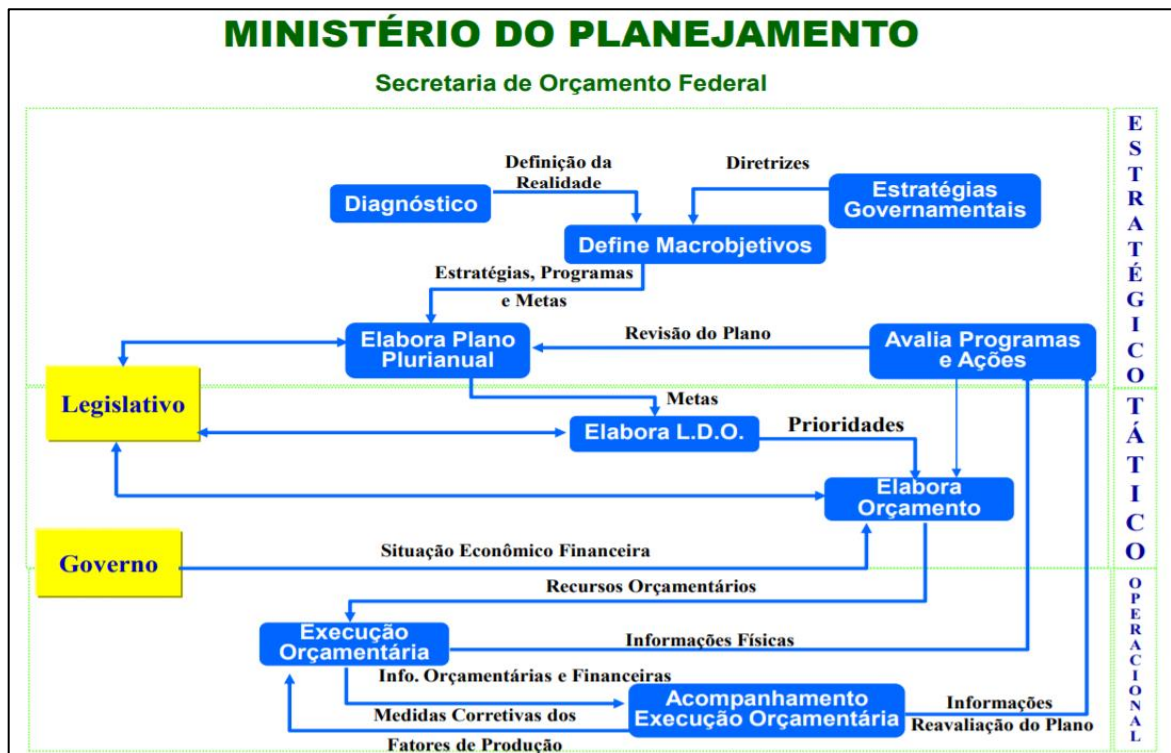 MINISTÉRIO DO PLANEJAMENTO
Secretaria de Orçamento Federal
ESTRATÉGICO
Definição da
Realidade
Diretrizes
Diagnóstico
Estratégias
Governamentais
Define Macrobjetivos
Estratégias, Programas
e Metas
Elabora Plano
Plurianual
Revisão do Plano
Avalia Programas
e Ações
Legislativo
TÁTICO
Metas
Elabora L.D.O.
Prioridades
Elabora
Orçamento
Governo
Situação Econômico Financeira
OPERACIONAL
Recursos Orçamentários
Execução
Orçamentária
Informações Físicas
Info. Orçamentárias e Financeiras
Acompanhamento
Execução Orçamentária
Informações
Reavaliação do Plano
Medidas Corretivas dos
Fatores de Produção